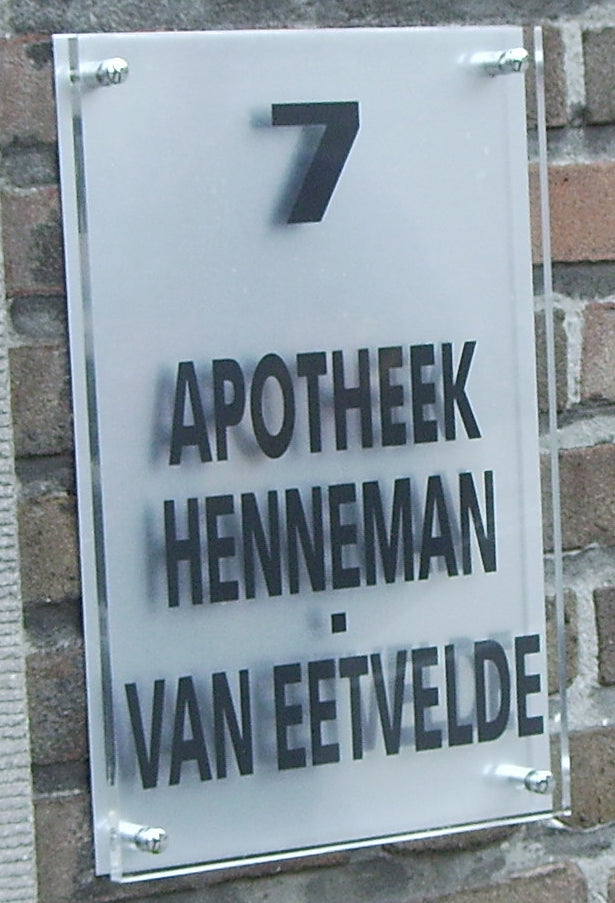 7
APOTHEEK
HENNEMAN
·
VAN EETVELDE